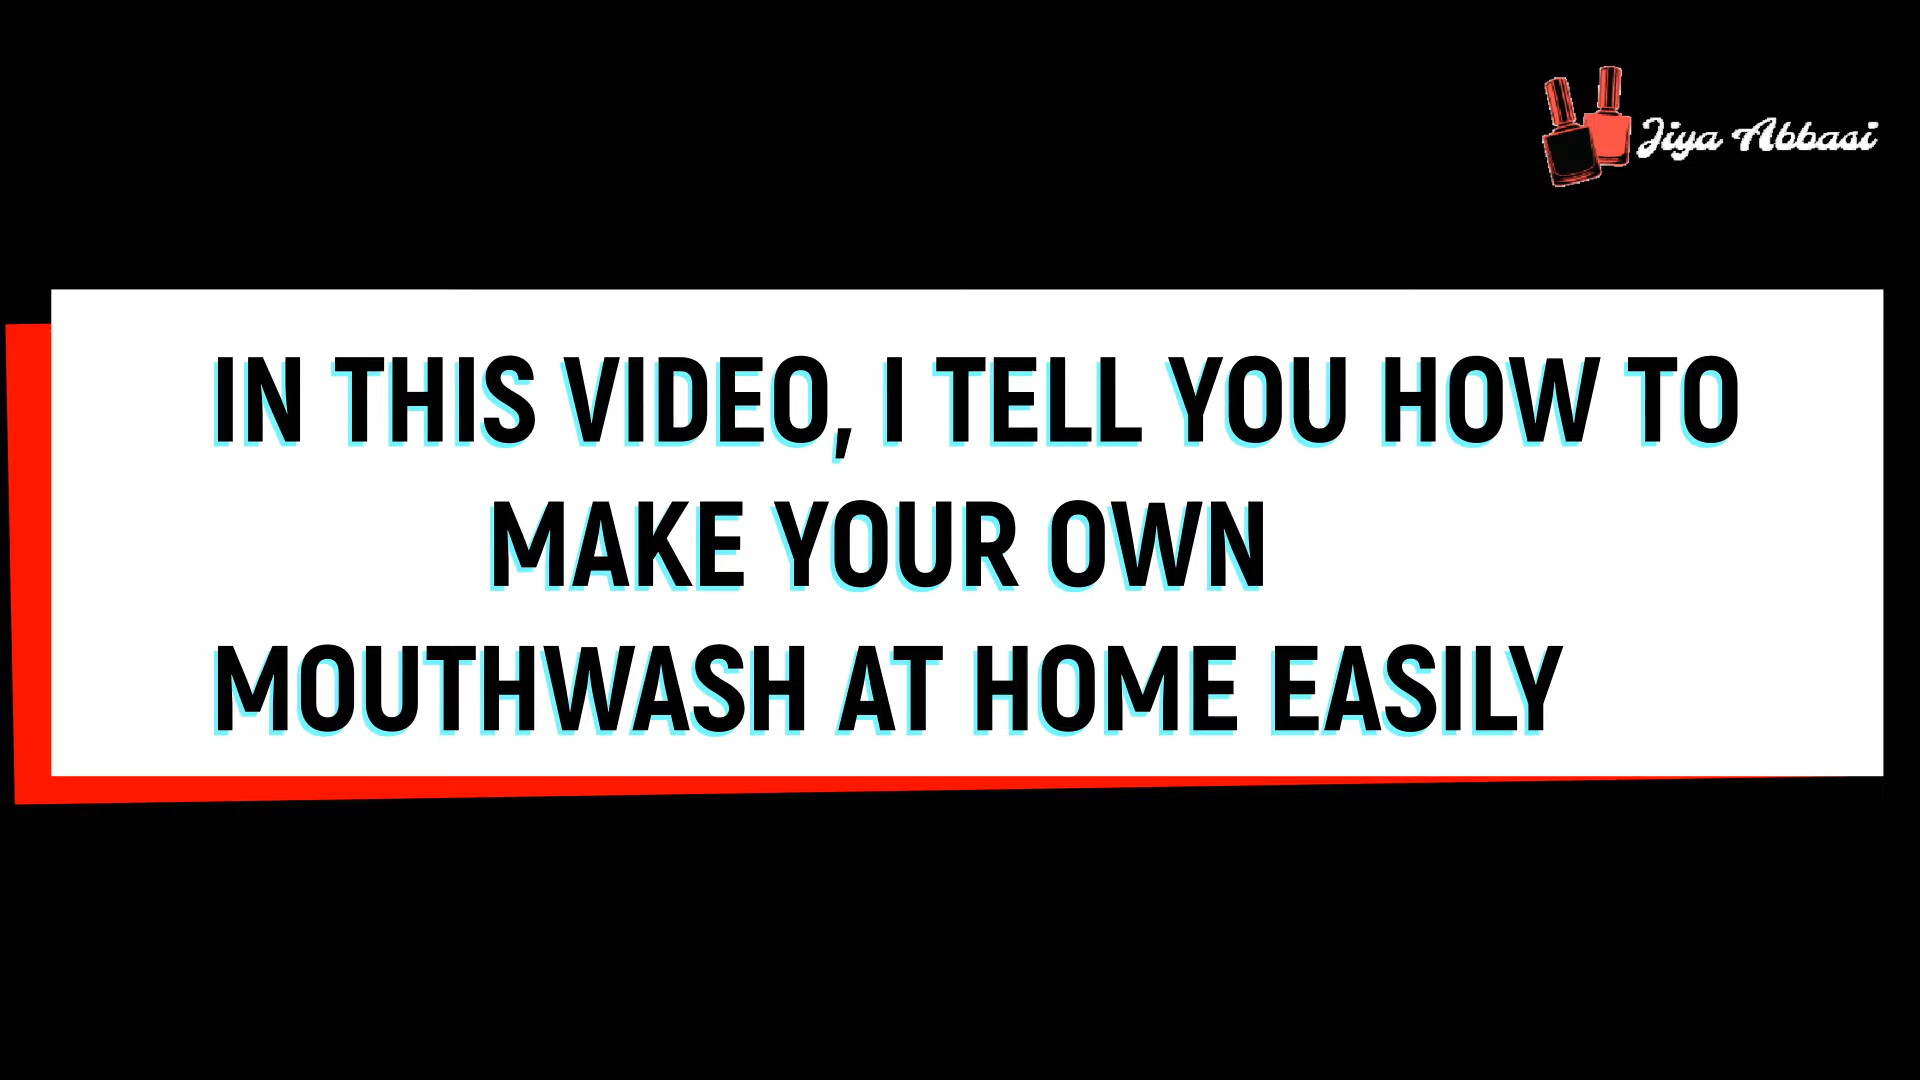 Jiya Abbasi
IN THIS VIDEO, I TELL YOU HOW TO
MAKE YOUR OWN
MOUTHWASH AT HOME EASILY